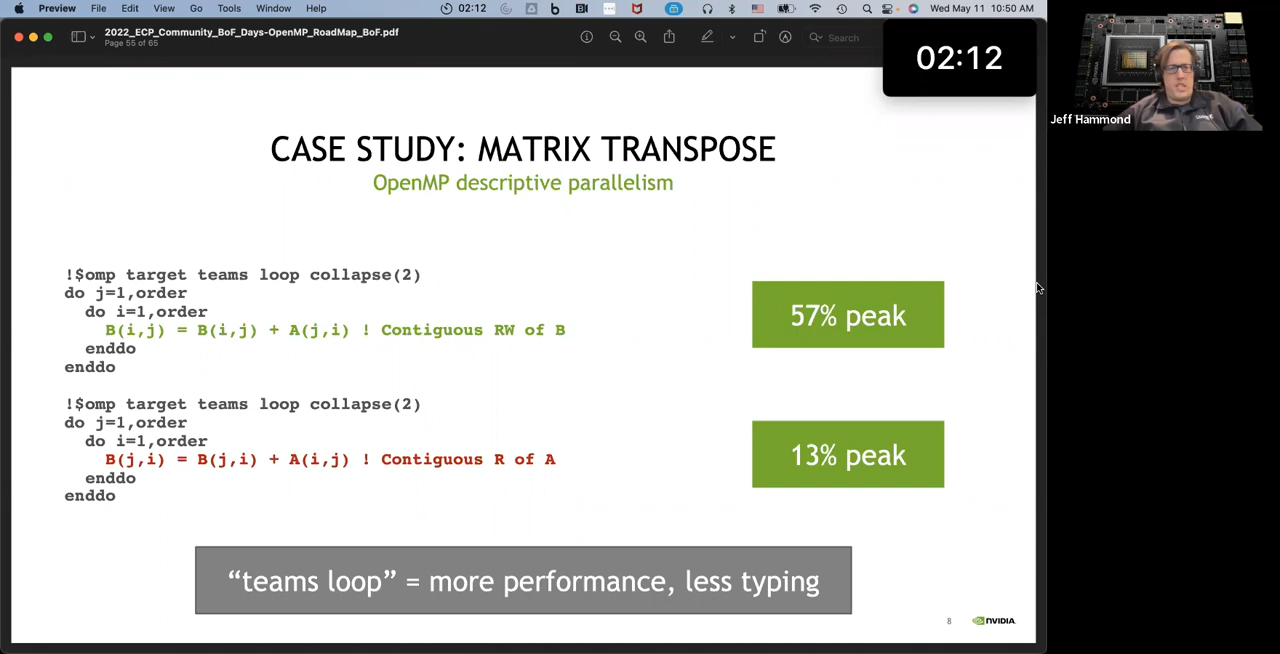 Preview File Edit View Go Tools Window Help 02:12 Wed May 11 10:50 AM
2022_ECP_Community_BoF_Days-OpenMP_RoadMap_BoF.pdf
Page 55 of 65
Search
02:12
Jeff Hammond
CASE STUDY: MATRIX TRANSPOSE
OpenMP descriptive parallelism
!$omp target teams loop collapse(2)
do j=1,order
do i=1,order
B(i,j) = B(i,j) + A(j,i) ! Contiguous RW of B
enddo
enddo
57% peak
!$omp target teams loop collapse(2)
do j=1,order
do i=1,order
B(j,i) = B(j,i) + A(i,j) ! Contiguous R of A
enddo
enddo
13% peak
“teams loop” = more performance, less typing
8 NVIDIA